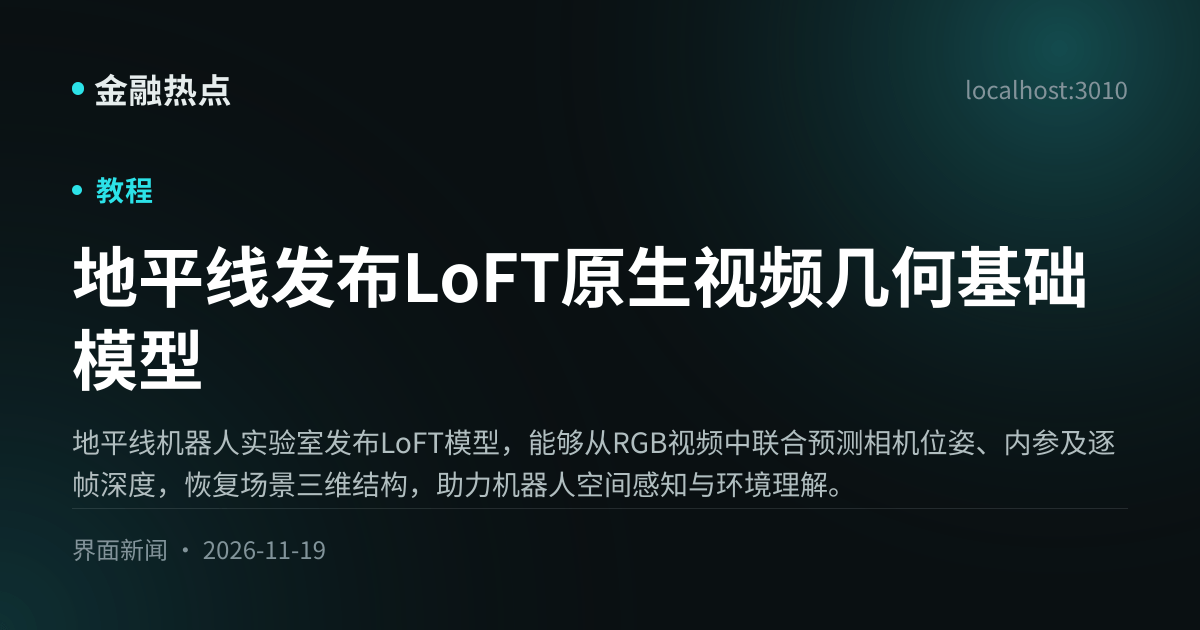 金融热点
localhost:3010
教程
地平线发布LoFT原生视频几何基础
模型
地平线机器人实验室发布LoFT模型，能够从RGB视频中联合预测相机位姿、内参及逐
帧深度，恢复场景三维结构，助力机器人空间感知与环境理解。
界面新闻 • 2026-11-19